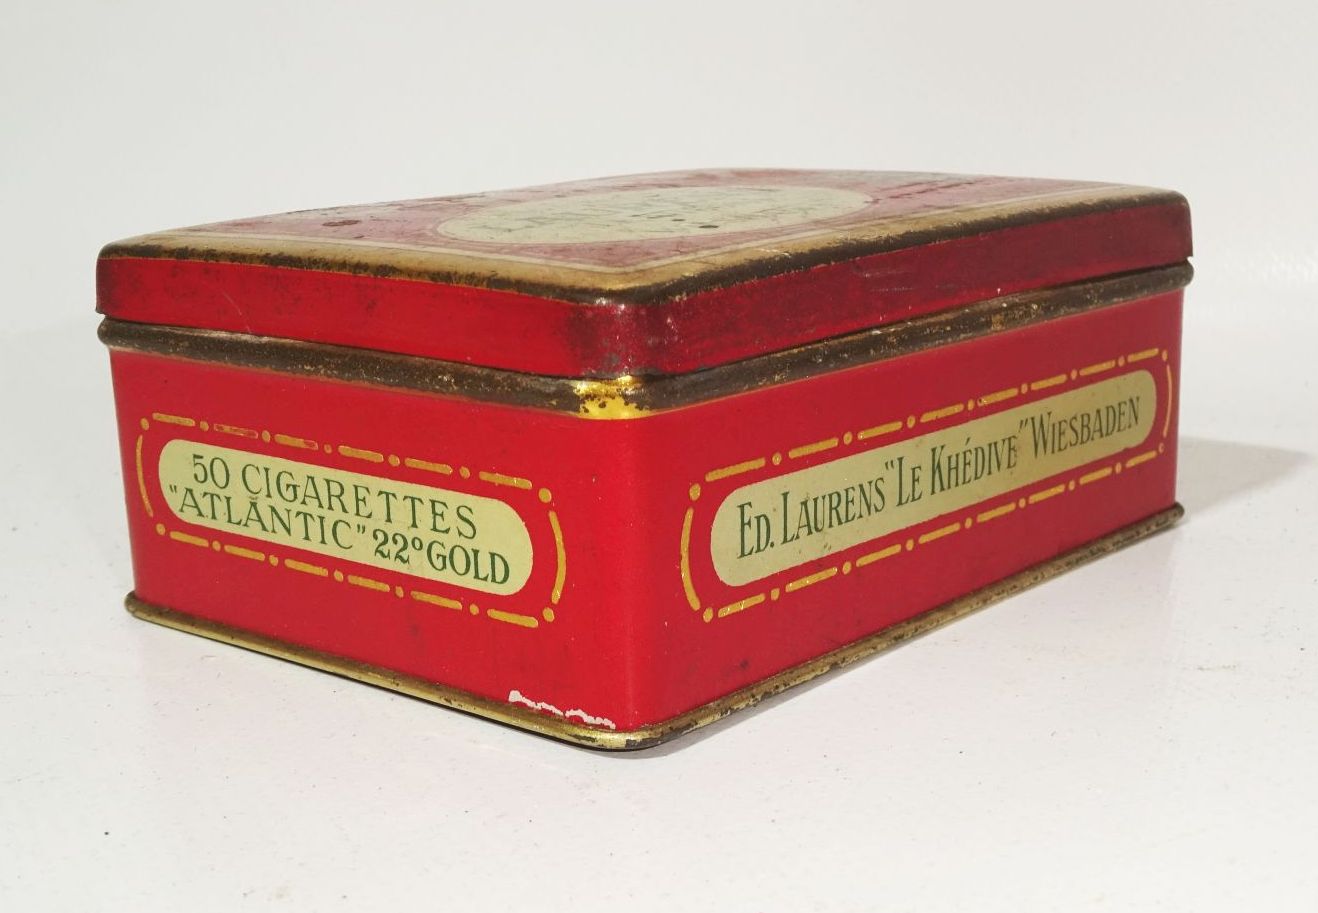 50 CIGARETTES
"ATLANTIC" 22º GOLD
ED. LAURENS "LE KHÉDIVE" WIESBADEN